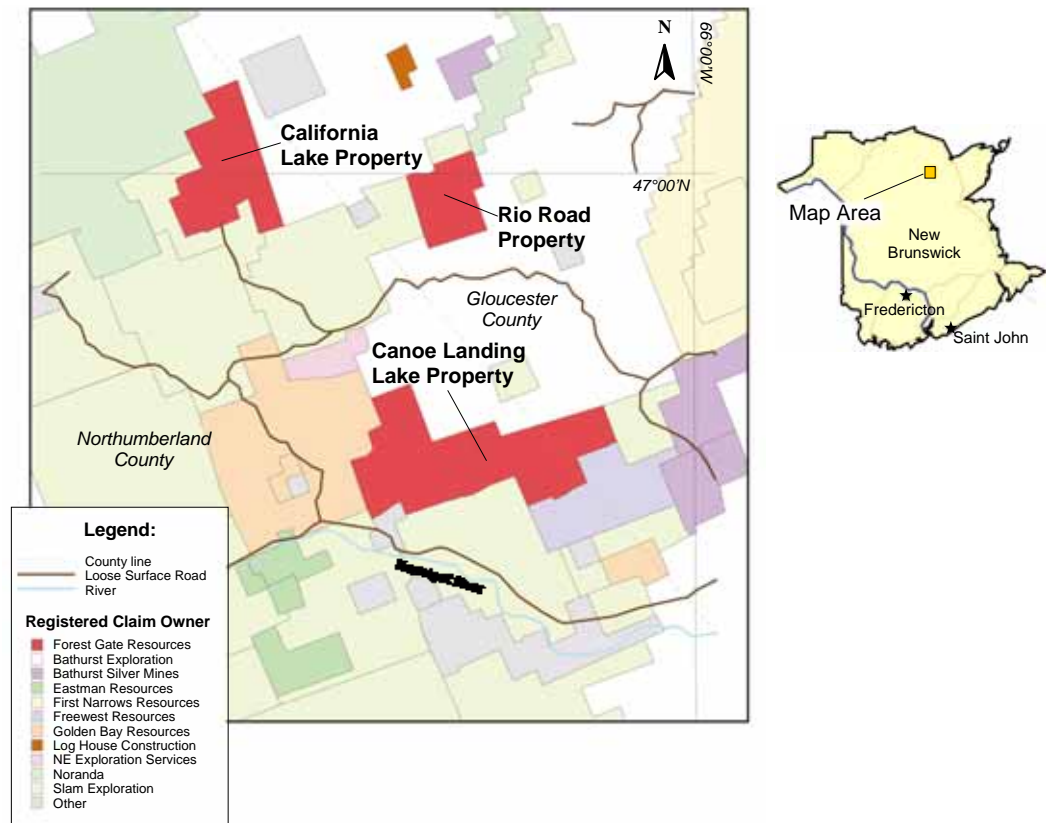 N
66°00'W
California
Lake Property
47°00'N
Rio Road
Property
Gloucester
County
Canoe Landing
Lake Property
Northumberland
County
Map Area
New
Brunswick
Fredericton
Saint John
Legend:
County line
Loose Surface Road
River
Registered Claim Owner
Forest Gate Resources
Bathurst Exploration
Bathurst Silver Mines
Eastman Resources
First Narrows Resources
Freewest Resources
Golden Bay Resources
Log House Construction
NE Exploration Services
Noranda
Slam Exploration
Other